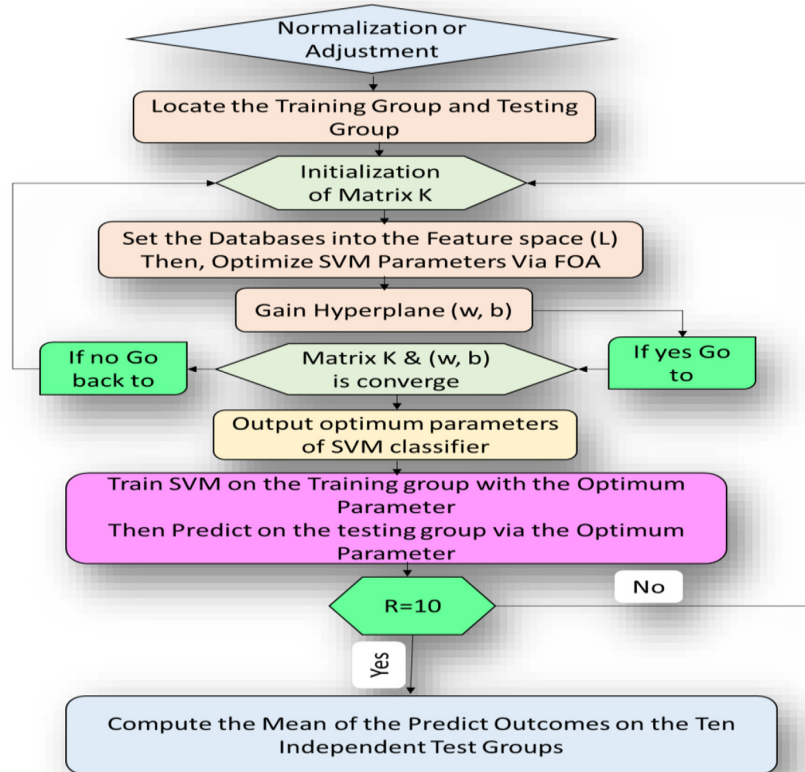 Normalization or
Adjustment
Locate the Training Group and Testing
Group
Initialization
of Matrix K
Set the Databases into the Feature space (L)
Then, Optimize SVM Parameters Via FOA
Gain Hyperplane (w, b)
If no Go
back to
Matrix K & (w, b)
is converge
If yes Go
to
Output optimum parameters
of SVM classifier
Train SVM on the Training group with the Optimum
Parameter
Then Predict on the testing group via the Optimum
Parameter
R=10
No
Yes
Compute the Mean of the Predict Outcomes on the Ten
Independent Test Groups